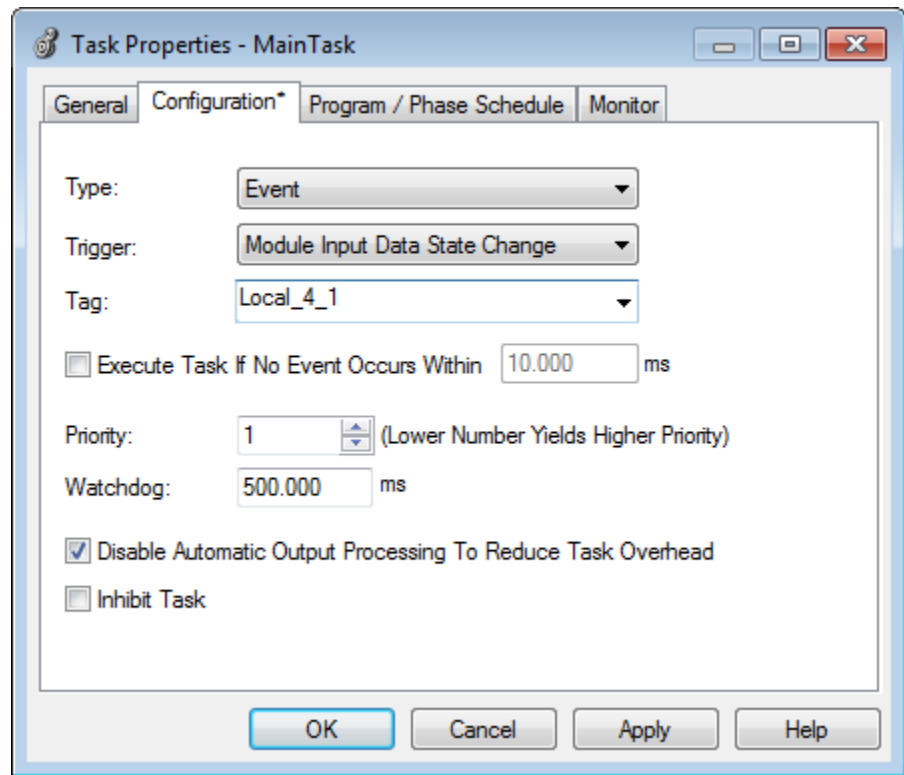 Task Properties - MainTask
General Configuration* Program / Phase Schedule Monitor
Type: Event
Trigger: Module Input Data State Change
Tag: Local_4_1
Execute Task If No Event Occurs Within 10.000 ms
Priority: 1 (Lower Number Yields Higher Priority)
Watchdog: 500.000 ms
Disable Automatic Output Processing To Reduce Task Overhead
Inhibit Task
OK Cancel Apply Help